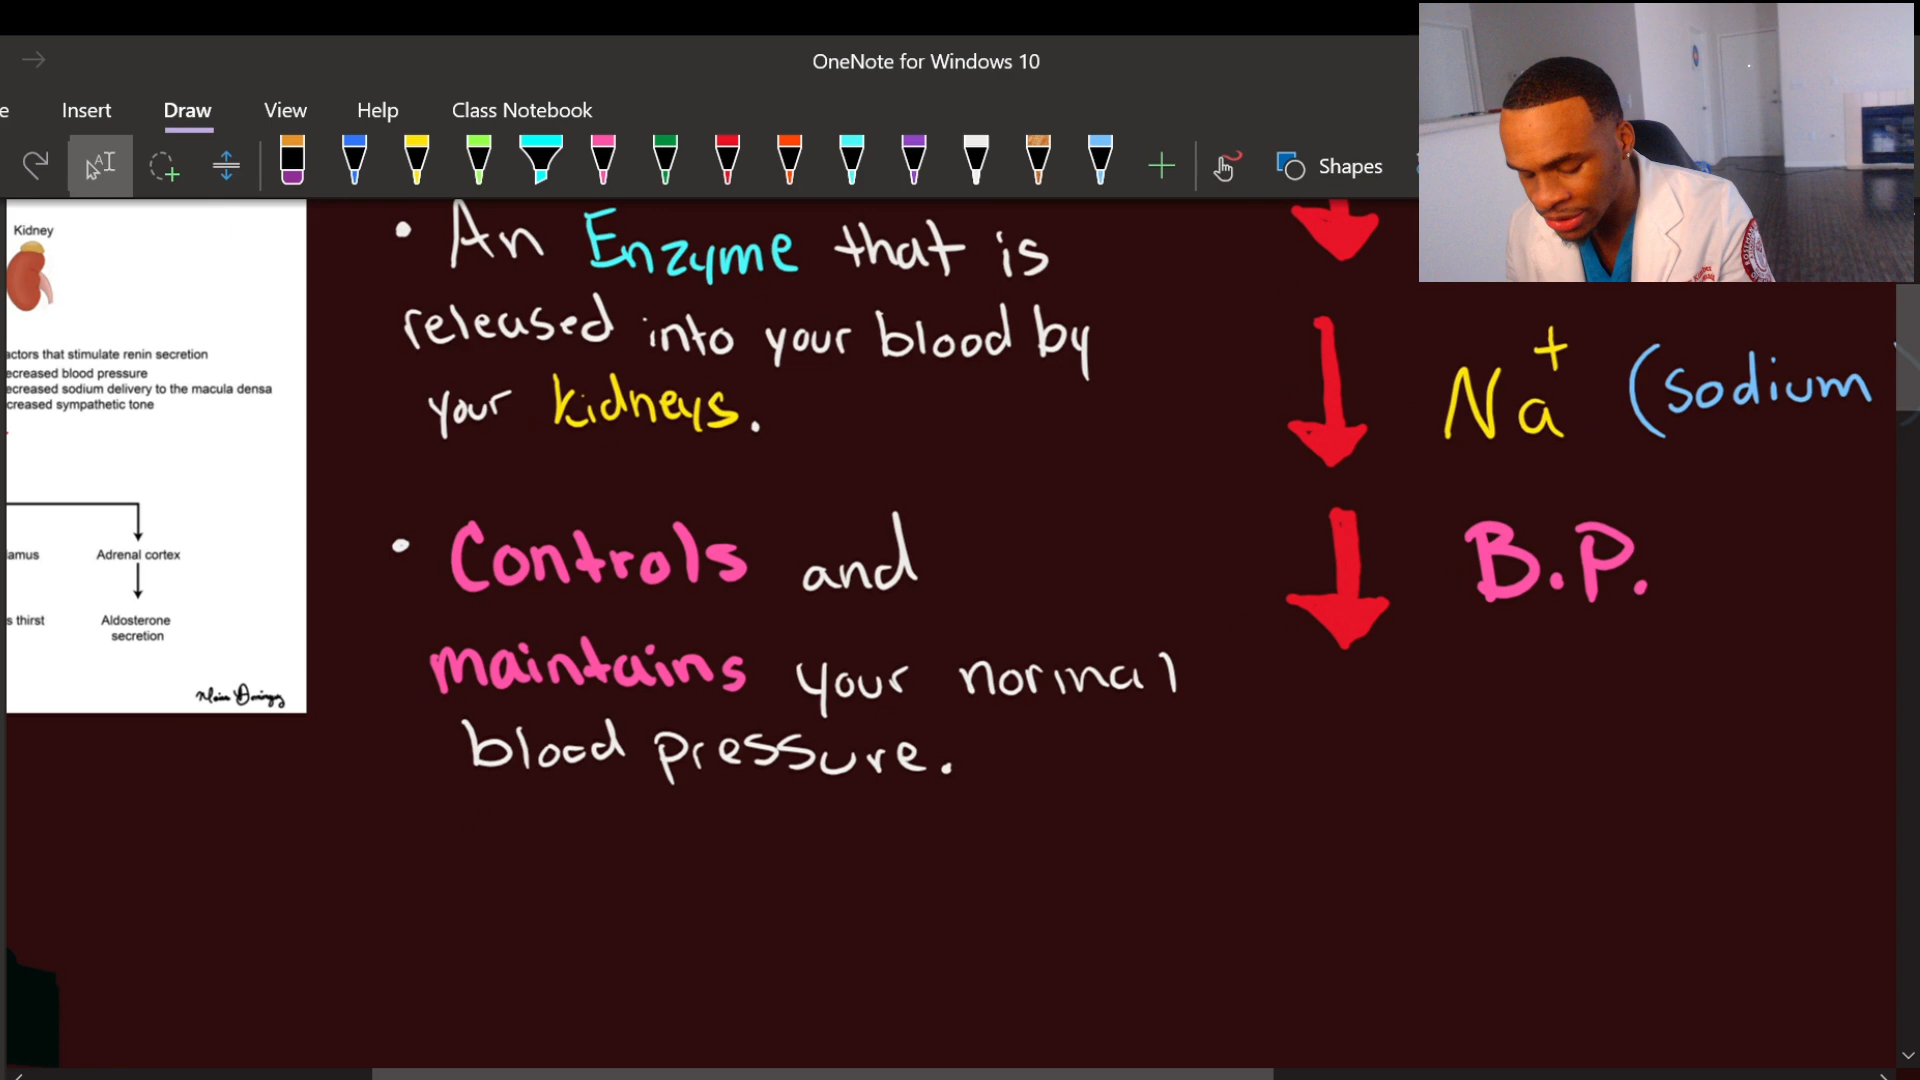 OneNote for Windows 10
e Insert Draw View Help Class Notebook
Shapes
Kidney
actors that stimulate renin secretion
ecreased blood pressure
ecreased sodium delivery to the macula densa
creased sympathetic tone
amus
Adrenal cortex
s thirst
Aldosterone
secretion
• An Enzyme that is
released into your blood by
your kidneys.
• Controls and
maintains your normal
blood pressure.
Na+ (sodium)
B.P.